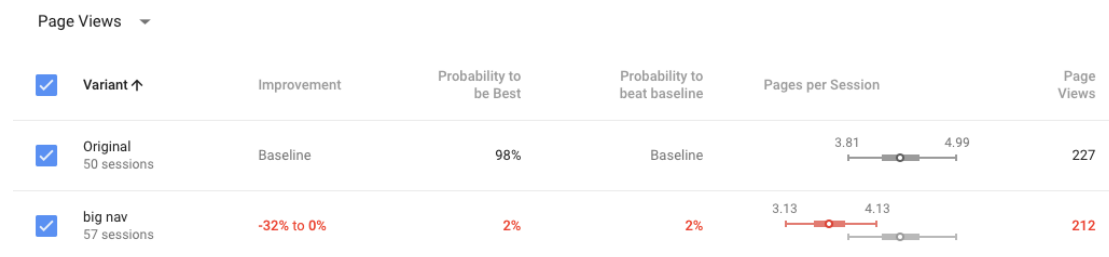 Page Views
Variant
Improvement
Probability to
be Best
Probability to
beat baseline
Pages per Session
Page
Views
Original
50 sessions
Baseline
98%
Baseline
3.81
4.99
227
big nav
57 sessions
-32% to 0%
2%
2%
3.13
4.13
212